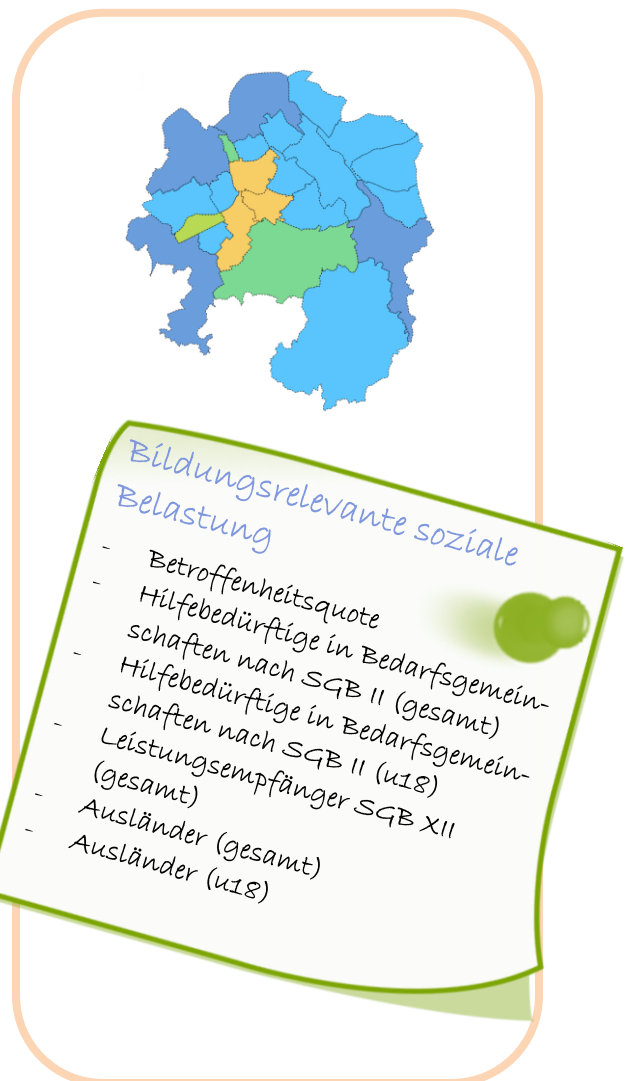 Bildungsrelevante soziale
Belastung
- Betroffenheitsquote
- Hilfebedürftige in Bedarfsgemein-
schaften nach SGB II (gesamt)
- Hilfebedürftige in Bedarfsgemein-
schaften nach SGB II (u18)
- Leistungsempfänger SGB XII
(gesamt)
- Ausländer (gesamt)
- Ausländer (u18)